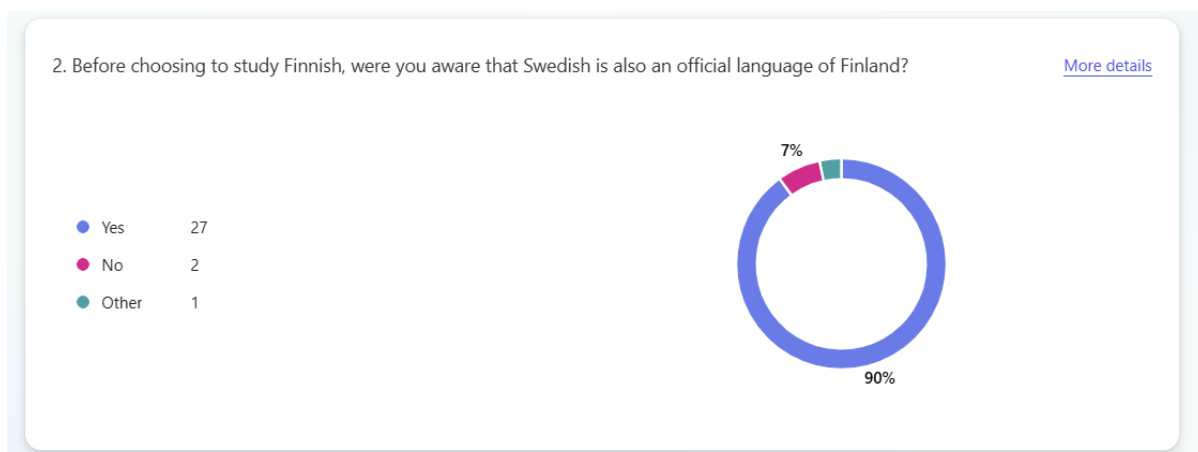 2. Before choosing to study Finnish, were you aware that Swedish is also an official language of Finland?
More details
7%
Yes 27
No 2
Other 1
90%